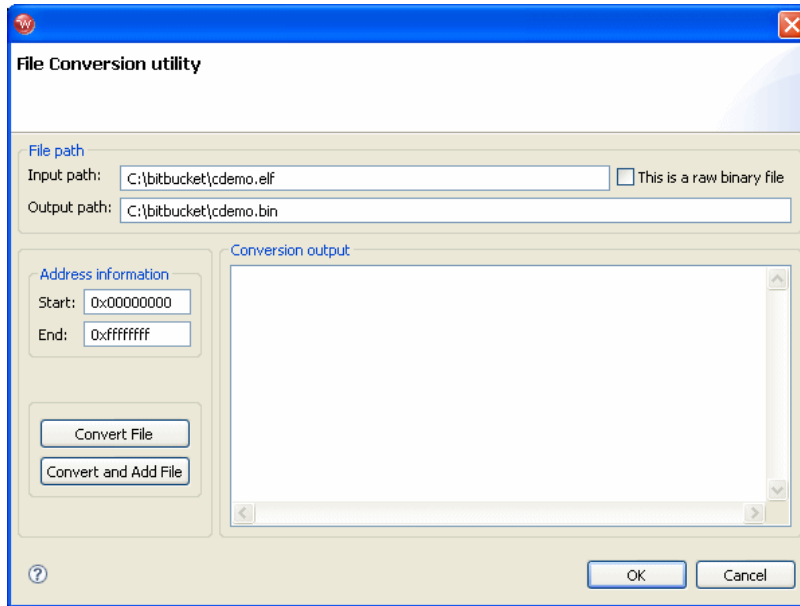 File Conversion utility
File path
Input path: C:\bitbucket\cdemo.elf This is a raw binary file
Output path: C:\bitbucket\cdemo.bin
Address information
Start: 0x00000000
End: 0xffffffff
Convert File
Convert and Add File
Conversion output
OK Cancel